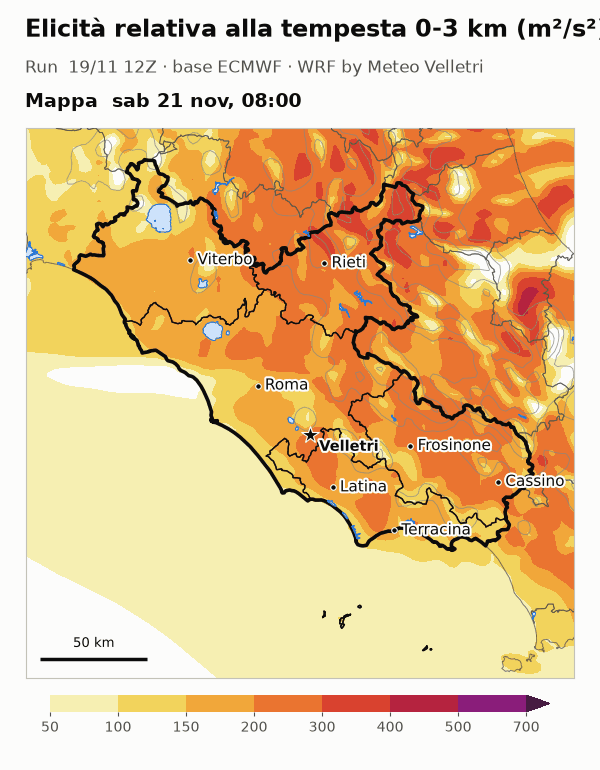 Elicità relativa alla tempesta 0-3 km (m²/s²)
Run 19/11 12Z · base ECMWF · WRF by Meteo Velletri
Mappa sab 21 nov, 08:00
Viterbo
Rieti
Roma
Velletri
Frosinone
Cassino
Latina
Terracina
50 km
50 100 150 200 300 400 500 700